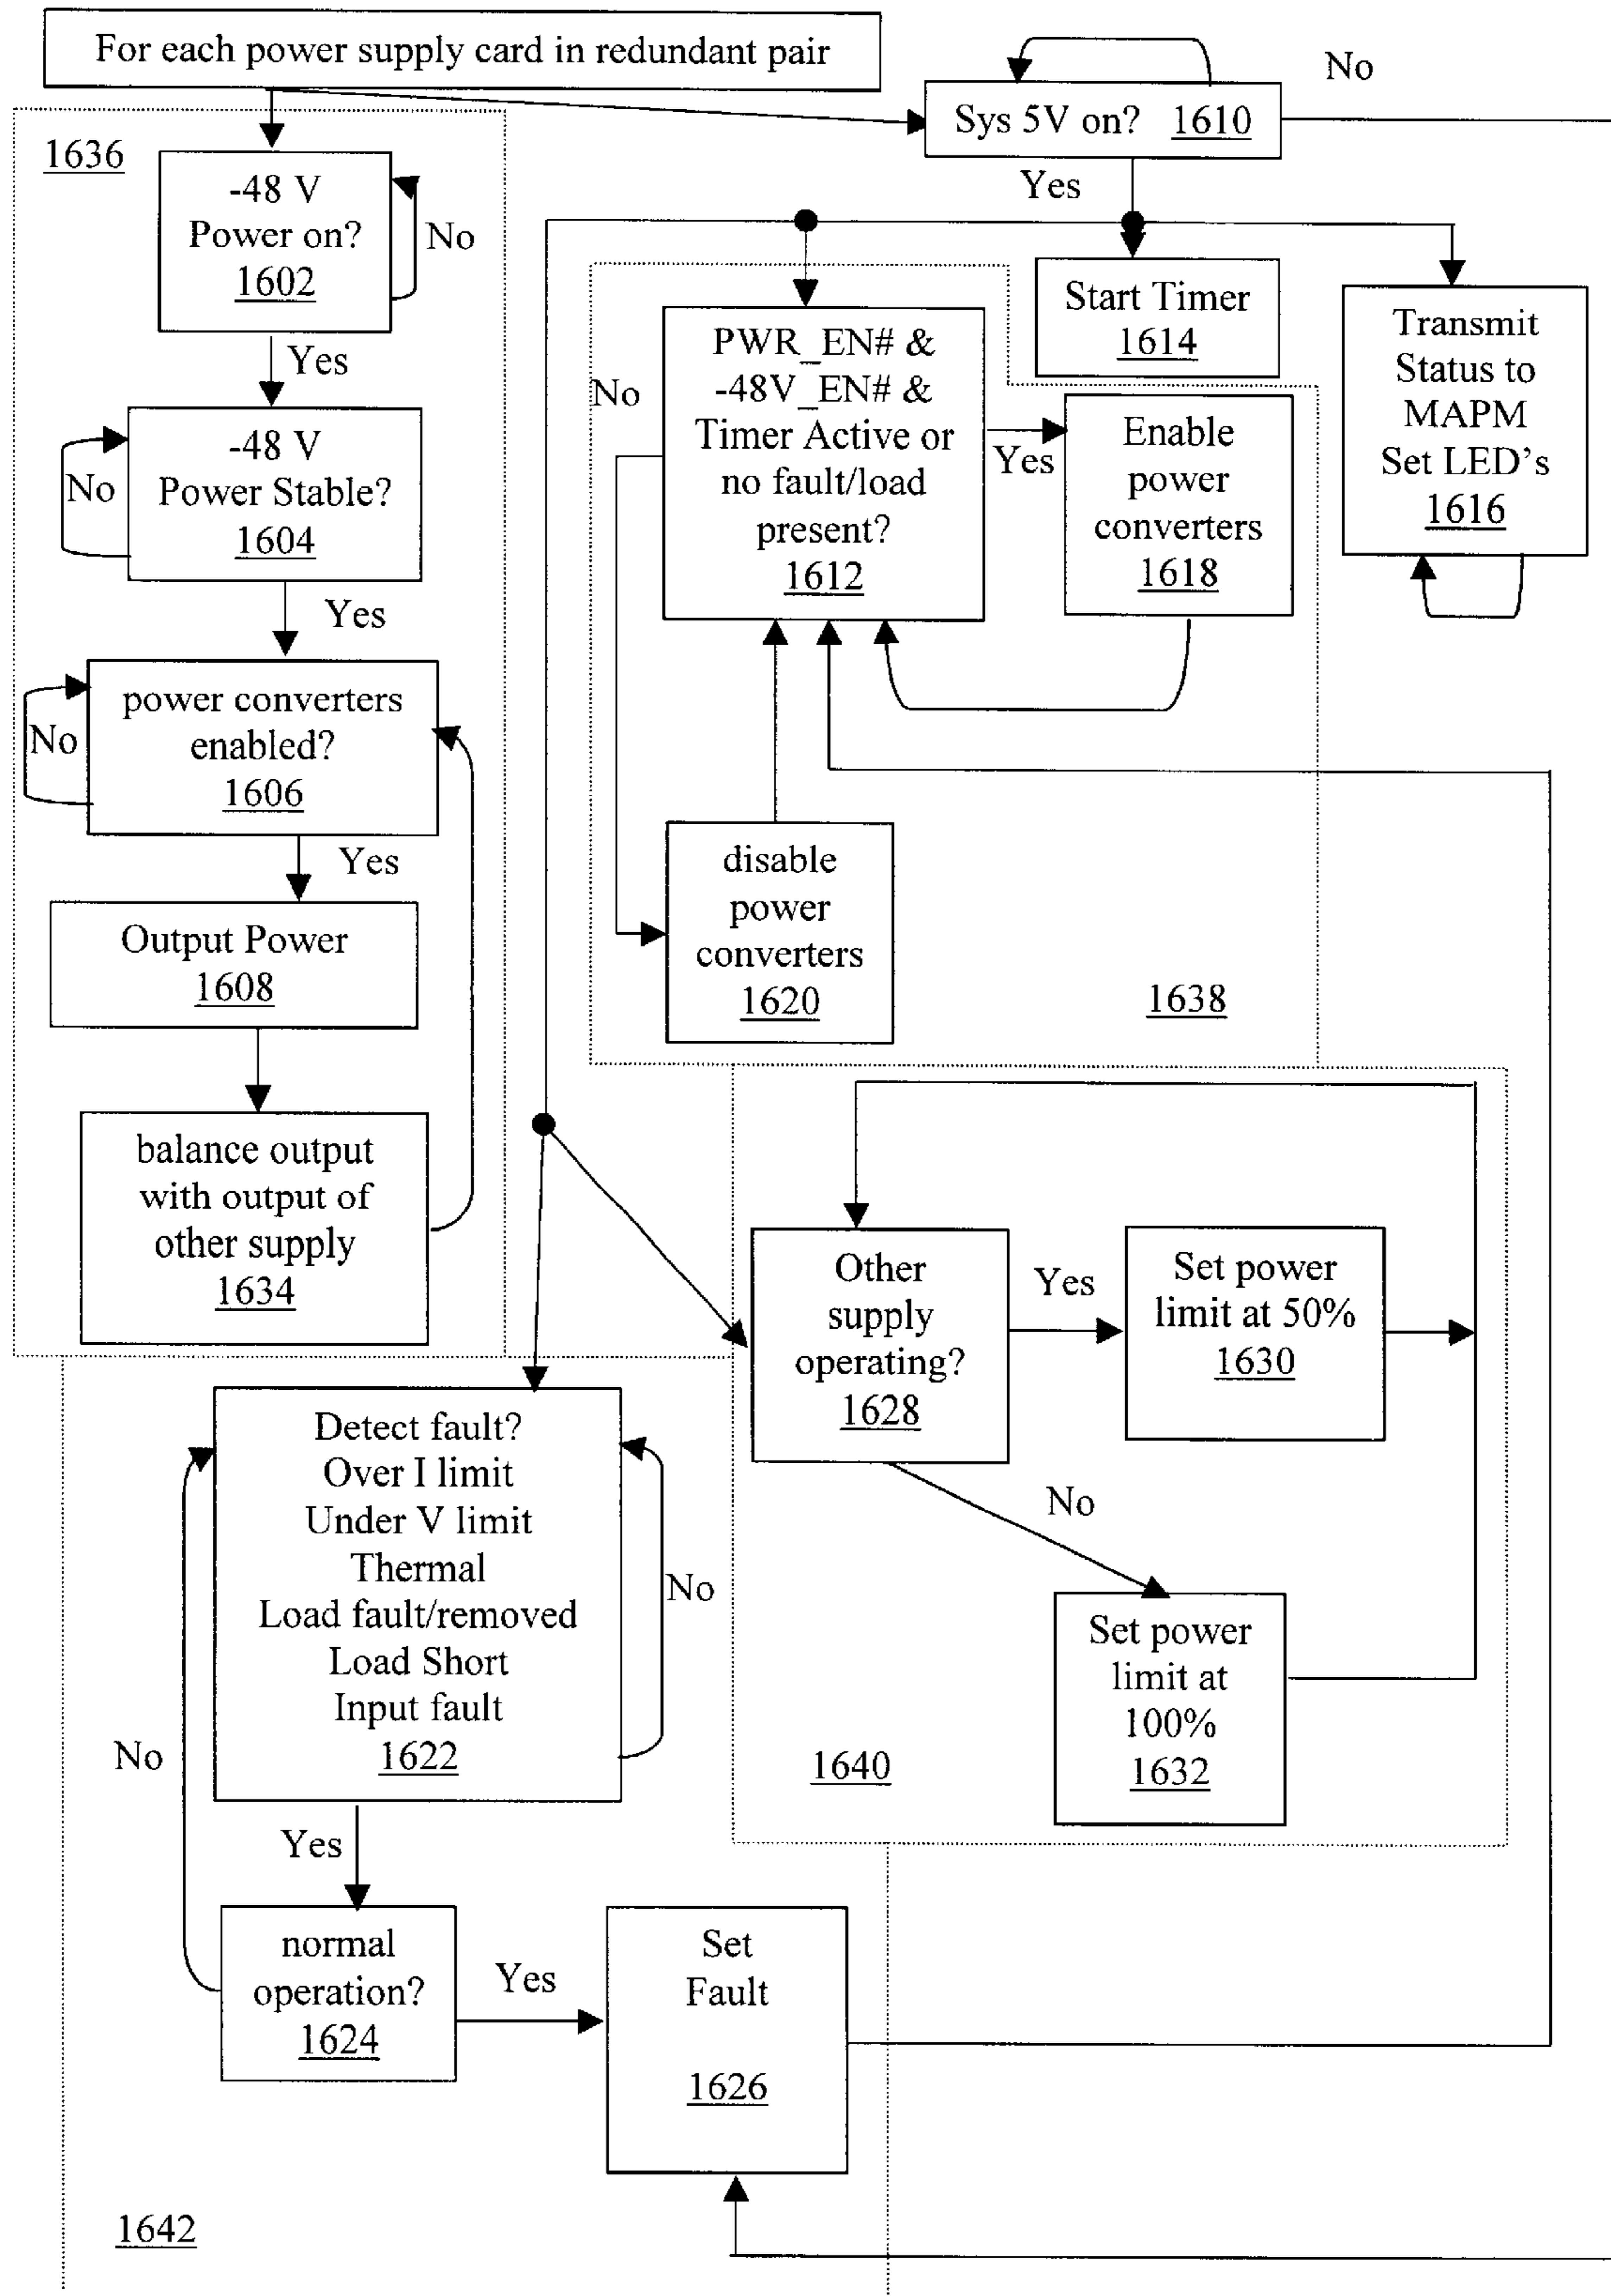 For each power supply card in redundant pair
No
Sys 5V on? 1610
Yes
1636
-48 V
Power on?
1602
No
Yes
-48 V
Power Stable?
1604
No
Yes
power converters
enabled?
1606
No
Yes
Output Power
1608
balance output
with output of
other supply
1634
Start Timer
1614
Transmit
Status to
MAPM
Set LED's
1616
PWR_EN# &
-48V_EN# &
Timer Active or
no fault/load
present?
1612
No
Yes
Enable
power
converters
1618
disable
power
converters
1620
1638
Other
supply
operating?
1628
Yes
Set power
limit at 50%
1630
No
Set power
limit at
100%
1632
1640
Detect fault?
Over I limit
Under V limit
Thermal
Load fault/removed
Load Short
Input fault
1622
No
No
Yes
normal
operation?
1624
Yes
Set
Fault
1626
1642